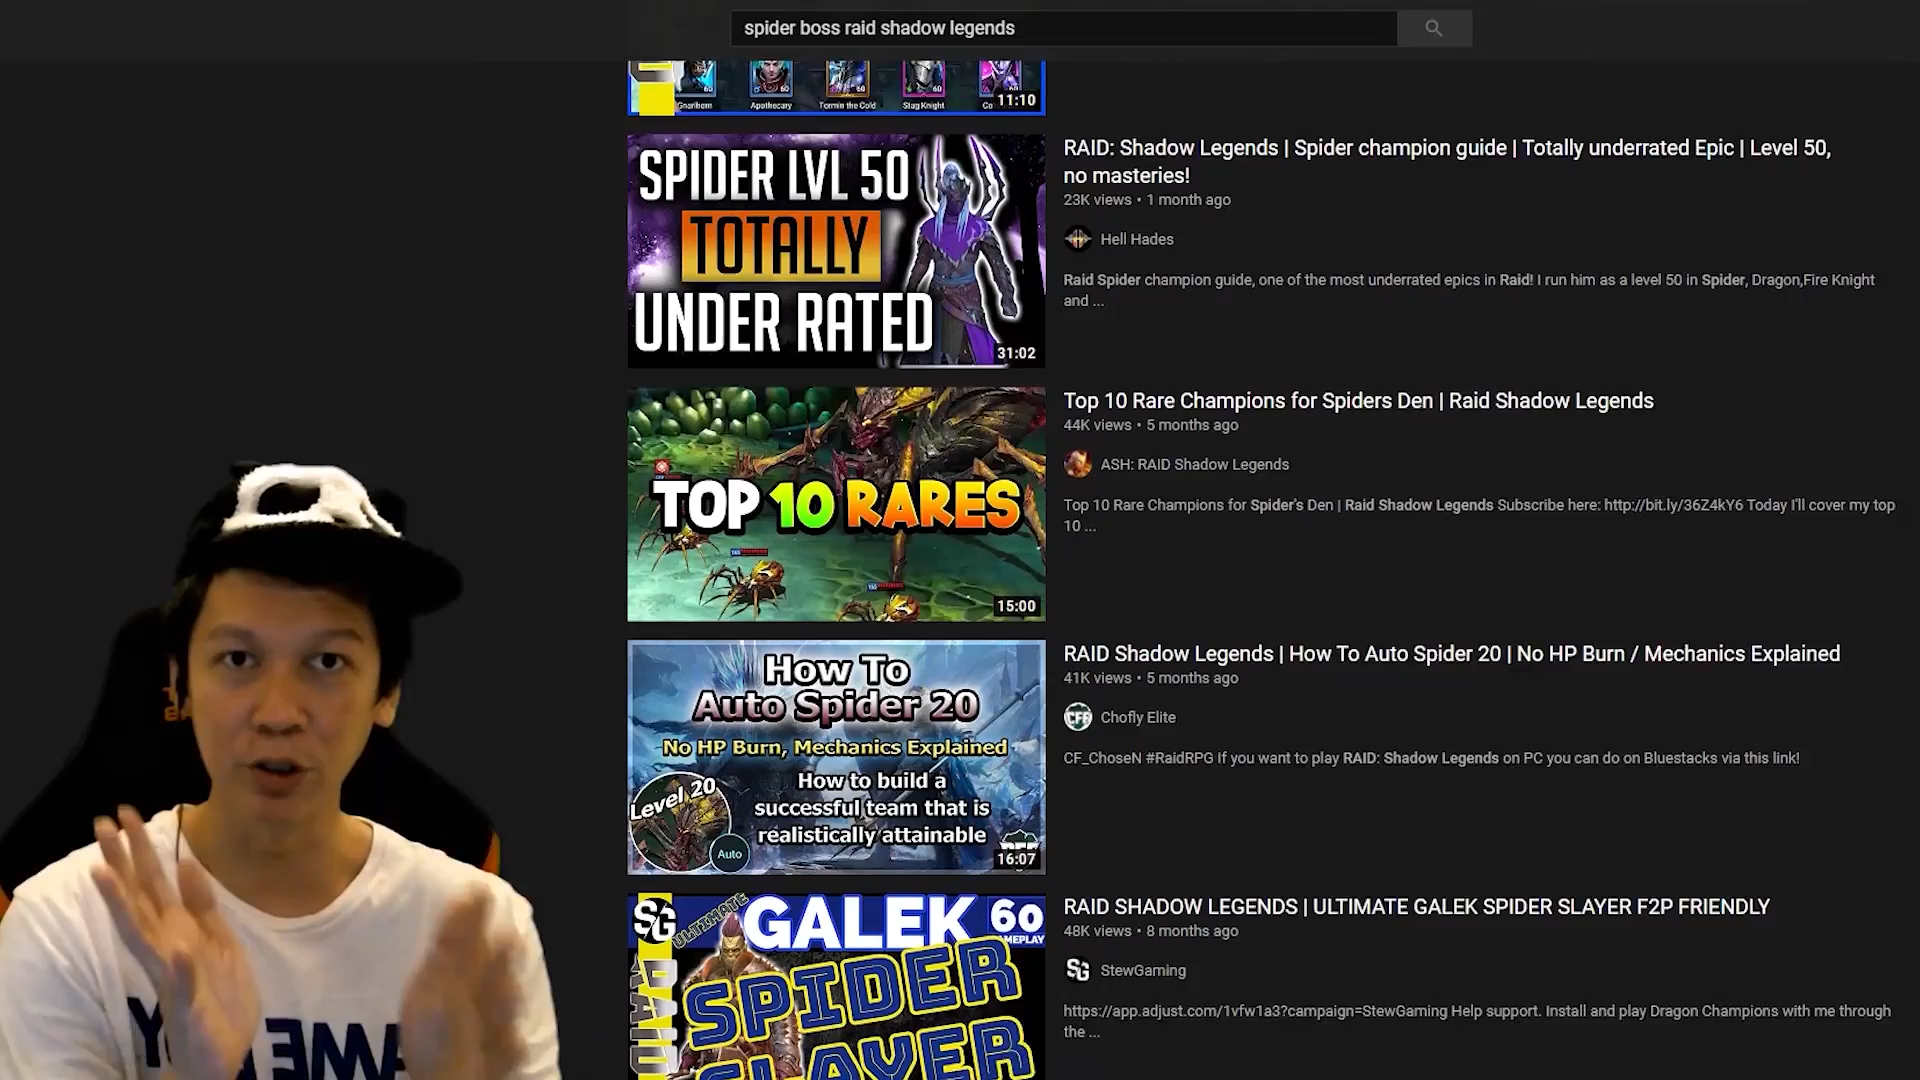 spider boss raid shadow legends
Gnarlhorn
Apothecary
Tormin the Cold
Stag Knight
Co
11:10
SPIDER LVL 50
TOTALLY
UNDER RATED
31:02
RAID: Shadow Legends | Spider champion guide | Totally underrated Epic | Level 50,
no masteries!
23K views • 1 month ago
Hell Hades
Raid Spider champion guide, one of the most underrated epics in Raid! I run him as a level 50 in Spider, Dragon,Fire Knight
and ...
TOP 10 RARES
15:00
Top 10 Rare Champions for Spiders Den | Raid Shadow Legends
44K views • 5 months ago
ASH: RAID Shadow Legends
Top 10 Rare Champions for Spider's Den | Raid Shadow Legends Subscribe here: http://bit.ly/36Z4kY6 Today I'll cover my top
10 ...
How To
Auto Spider 20
No HP Burn, Mechanics Explained
How to build a
successful team that is
realistically attainable
Level 20
Auto
16:07
RAID Shadow Legends | How To Auto Spider 20 | No HP Burn / Mechanics Explained
41K views • 5 months ago
Chofly Elite
CF_ChoseN #RaidRPG If you want to play RAID: Shadow Legends on PC you can do on Bluestacks via this link!
SG
ULTIMATE
GALEK
60
GAMEPLAY
RAID
SPIDER
SLAYER
RAID SHADOW LEGENDS | ULTIMATE GALEK SPIDER SLAYER F2P FRIENDLY
48K views • 8 months ago
SG
StewGaming
https://app.adjust.com/1vfw1a3?campaign=StewGaming Help support. Install and play Dragon Champions with me through
the ...